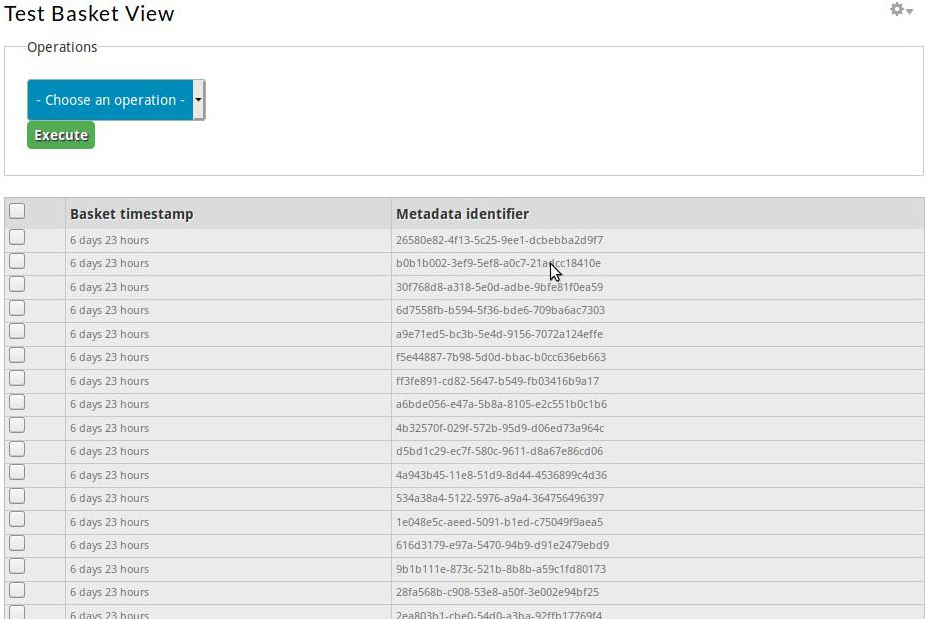 Test Basket View
Operations
- Choose an operation -
Execute
Basket timestamp Metadata identifier
6 days 23 hours 26580e82-4f13-5c25-9ee1-dcbebba2d9f7
6 days 23 hours
6 days 23 hours 30f768d8-a318-5e0d-adbe-9bfe81f0ea59
6 days 23 hours 6d7558fb-b594-5f36-bde6-709ba6ac7303
6 days 23 hours a9e71ed5-bc3b-5e4d-9156-7072a124effe
6 days 23 hours f5e44887-7b98-5d0d-bbac-b0cc636eb663
6 days 23 hours ff3fe891-cd82-5647-b549-fb03416b9a17
6 days 23 hours a6bde056-e47a-5b8a-8105-e2c551b0c1b6
6 days 23 hours 4b32570f-029f-572b-95d9-d06ed73a964c
6 days 23 hours d5bd1c29-ec7f-580c-9611-d8a67e86cd06
6 days 23 hours 4a943b45-11e8-51d9-8d44-4536899c4d36
6 days 23 hours 534a38a4-5122-5976-a9a4-364756496397
6 days 23 hours 1e048e5c-aeed-5091-b1ed-c75049f9aea5
6 days 23 hours 616d3179-e97a-5470-94b9-d91e2479ebd9
6 days 23 hours 9b1b111e-873c-521b-8b8b-a59c1fd80173
6 days 23 hours 28fa568b-c908-53e8-a50f-3e002e94bf25
6 days 23 hours 2ea803b1-cbe0-54d0-a3ba-92ffb17769f4